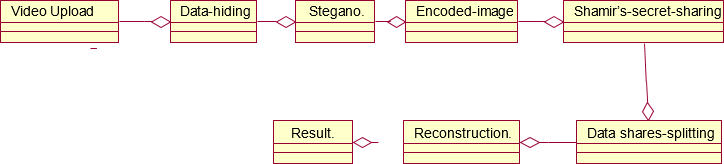 Video Upload
Data-hiding
Stegano.
Encoded-image
Shamir's-secret-sharing
Result.
Reconstruction.
Data shares-splitting